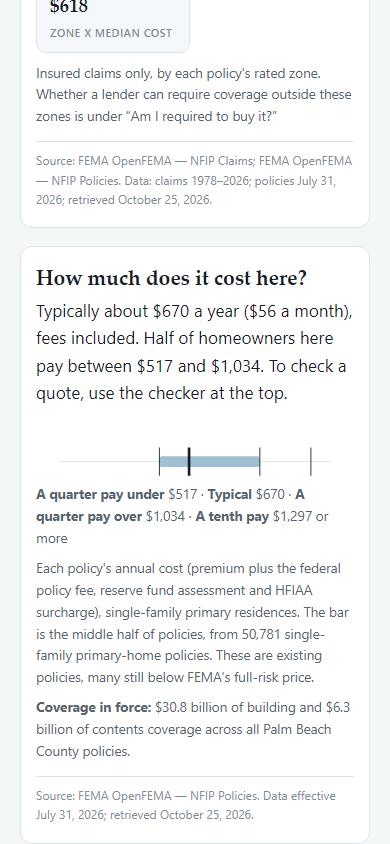 $618
ZONE X MEDIAN COST
Insured claims only, by each policy's rated zone.
Whether a lender can require coverage outside these
zones is under “Am I required to buy it?”
Source: FEMA OpenFEMA — NFIP Claims; FEMA OpenFEMA
— NFIP Policies. Data: claims 1978–2026; policies July 31,
2026; retrieved October 25, 2026.
How much does it cost here?
Typically about $670 a year ($56 a month),
fees included. Half of homeowners here
pay between $517 and $1,034. To check a
quote, use the checker at the top.
A quarter pay under $517 · Typical $670 · A
quarter pay over $1,034 · A tenth pay $1,297 or
more
Each policy's annual cost (premium plus the federal
policy fee, reserve fund assessment and HFIAA
surcharge), single-family primary residences. The bar
is the middle half of policies, from 50,781 single-
family primary-home policies. These are existing
policies, many still below FEMA's full-risk price.
Coverage in force: $30.8 billion of building and $6.3
billion of contents coverage across all Palm Beach
County policies.
Source: FEMA OpenFEMA — NFIP Policies. Data effective
July 31, 2026; retrieved October 25, 2026.